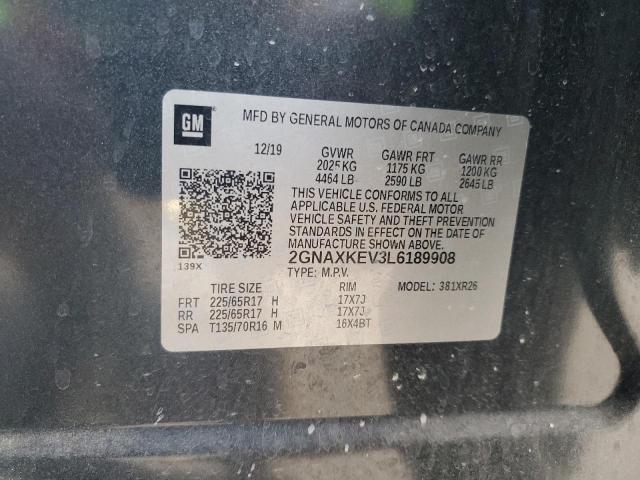 GM
MFD BY GENERAL MOTORS OF CANADA COMPANY
12/19 GVWR GAWR FRT GAWR RR
2025 KG 1175 KG 1200 KG
4464 LB 2590 LB 2645 LB
THIS VEHICLE CONFORMS TO ALL
APPLICABLE U.S. FEDERAL MOTOR
VEHICLE SAFETY AND THEFT PREVENTION
STANDARDS IN EFFECT ON THE DATE OF
MANUFACTURE SHOWN ABOVE.
139X 2GNAXKEV3L6189908
TYPE: M.P.V. MODEL: 381XR26
TIRE SIZE RIM
FRT 225/65R17 H 17X7J
RR 225/65R17 H 17X7J
SPA T135/70R16 M 16X4BT